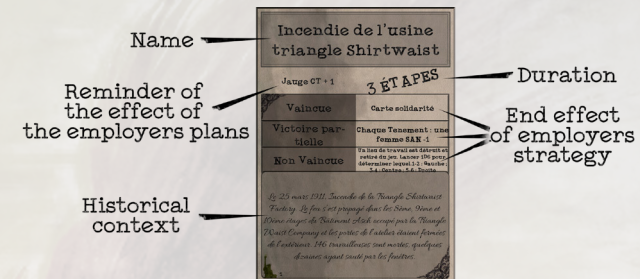 Name
Incendie de l'usine
triangle Shirtwaist
Jauge CT + 1
3 ÉTAPES
Duration
Reminder of
the effect of
the employers plans
Vaincue
Carte solidarité
Victoire par-
tielle
Chaque Tenement : une
femme SAN -1
Non Vaincue
Un lieu de travail est détruit et
retiré du jeu. Lancer 1D6 pour
déterminer lequel 1-2 : Gauche ;
3-4 : Centre ; 5-6 : Droite
End effect
of employers
strategy
Historical
context
Le 25 mars 1911, Incendie de la Triangle Shirtwaist
Factory. Le feu s'est propagé dans les 8ème, 9ème et
10ème étages du Bâtiment Asch occupé par la Triangle
Waist Company et les portes de l'atelier étaient fermées
de l'extérieur. 146 travailleuses sont mortes, quelques
dizaines ayant sauté par les fenêtres.